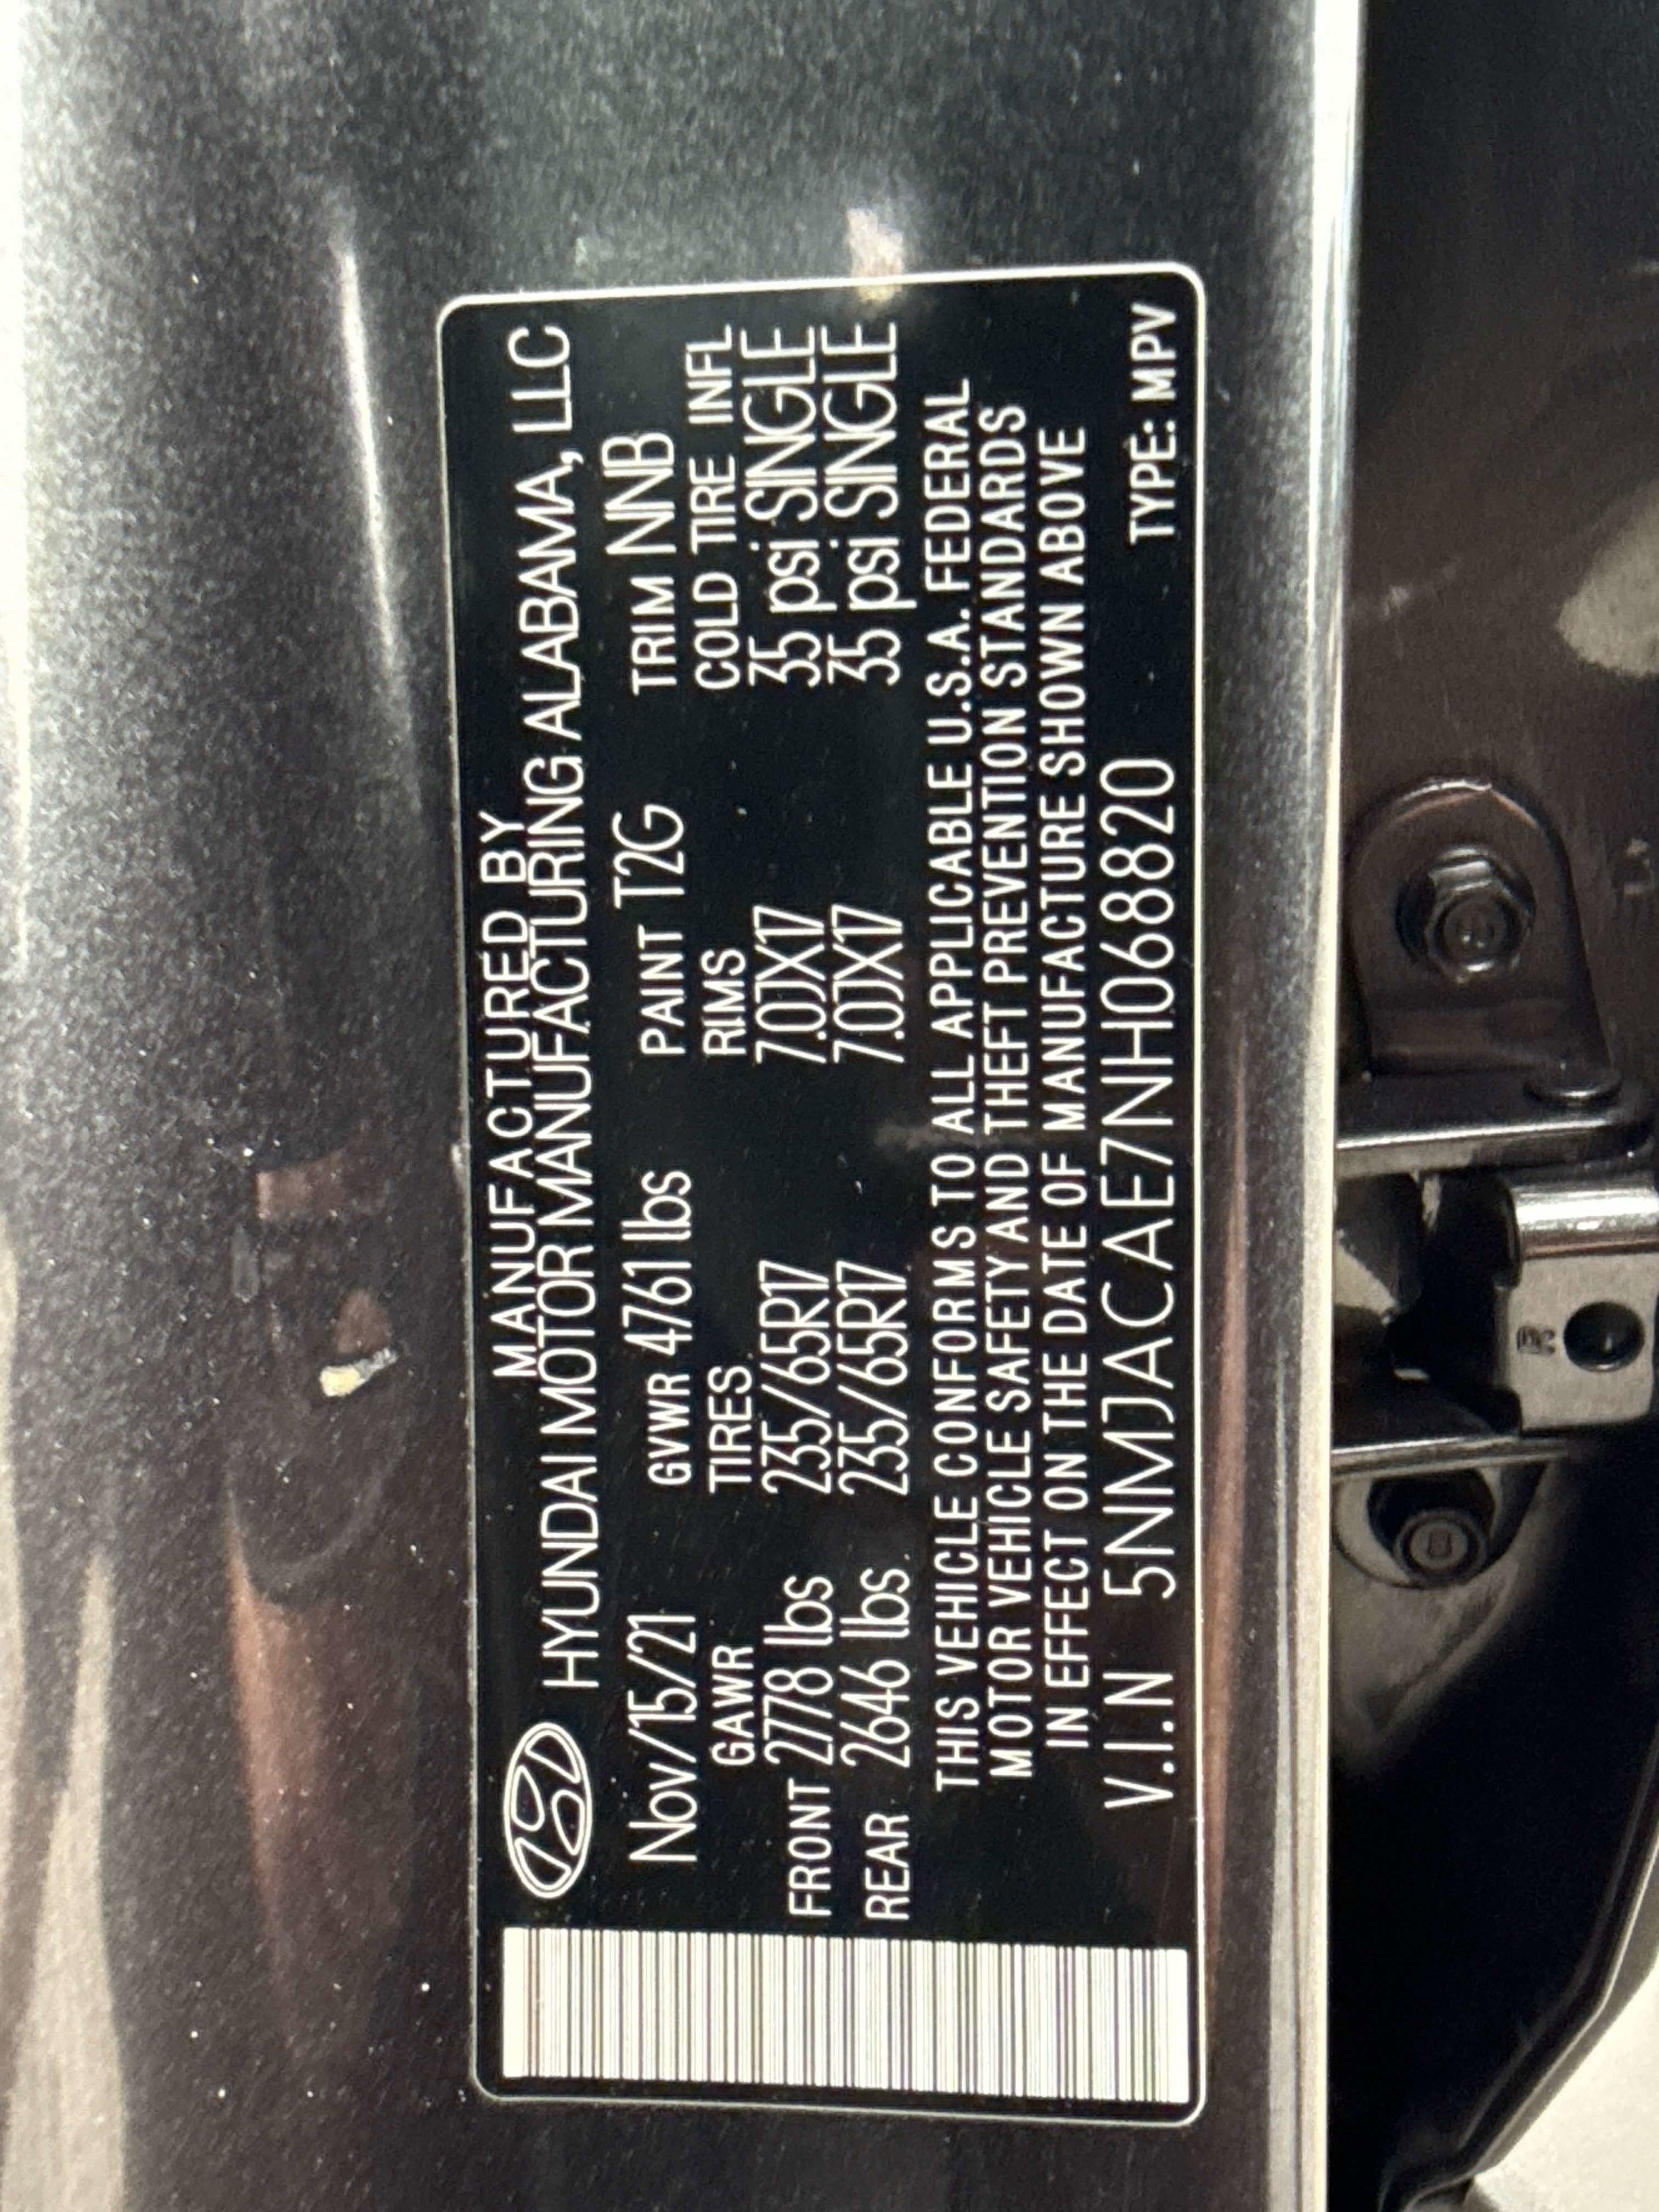 MANUFACTURED BY
HYUNDAI MOTOR MANUFACTURING ALABAMA, LLC
Nov/15/21 GVWR 4761 lbs PAINT T2G TRIM NNB
GAWR TIRES RIMS COLD TIRE INFL
FRONT 2778 lbs 235/65R17 7.0JX17 35 psi SINGLE
REAR 2646 lbs. 235/65R17 7.0JX17 35 psi SINGLE
THIS VEHICLE CONFORMS TO ALL APPLICABLE U.S.A. FEDERAL
MOTOR VEHICLE SAFETY AND THEFT PREVENTION STANDARDS
IN EFFECT ON THE DATE OF MANUFACTURE SHOWN ABOVE
V.I.N 5NMJACAE7NH068820 TYPE: MPV
8